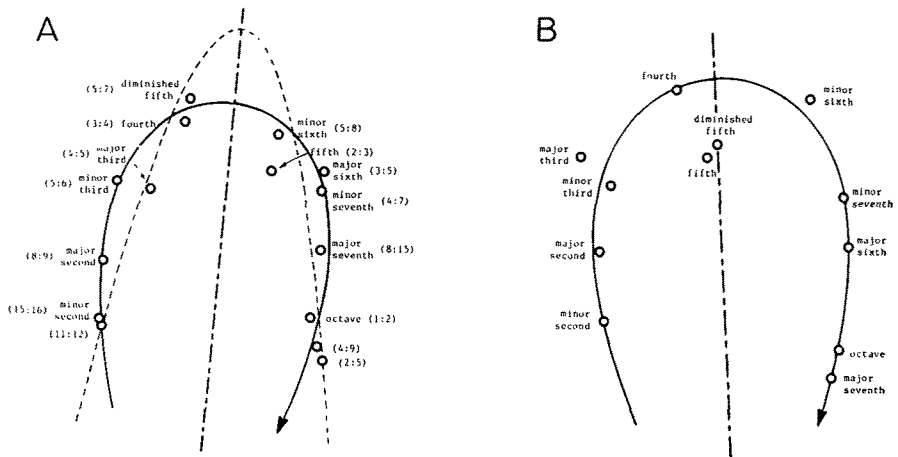 A
(5:7) diminished
fifth
(3:4) fourth
(4:5) major
third
(5:6) minor
third
(8:9) major
second
(15:16) minor
second
(11:12)
minor (5:8)
sixth
fifth (2:3)
major (3:5)
sixth
minor
seventh (4:7)
major (8:15)
seventh
octave (1:2)
(4:9)
(2:5)
B
fourth
minor
sixth
diminished
fifth
fifth
major
third
minor
third
major
second
minor
second
minor
seventh
major
sixth
octave
major
seventh